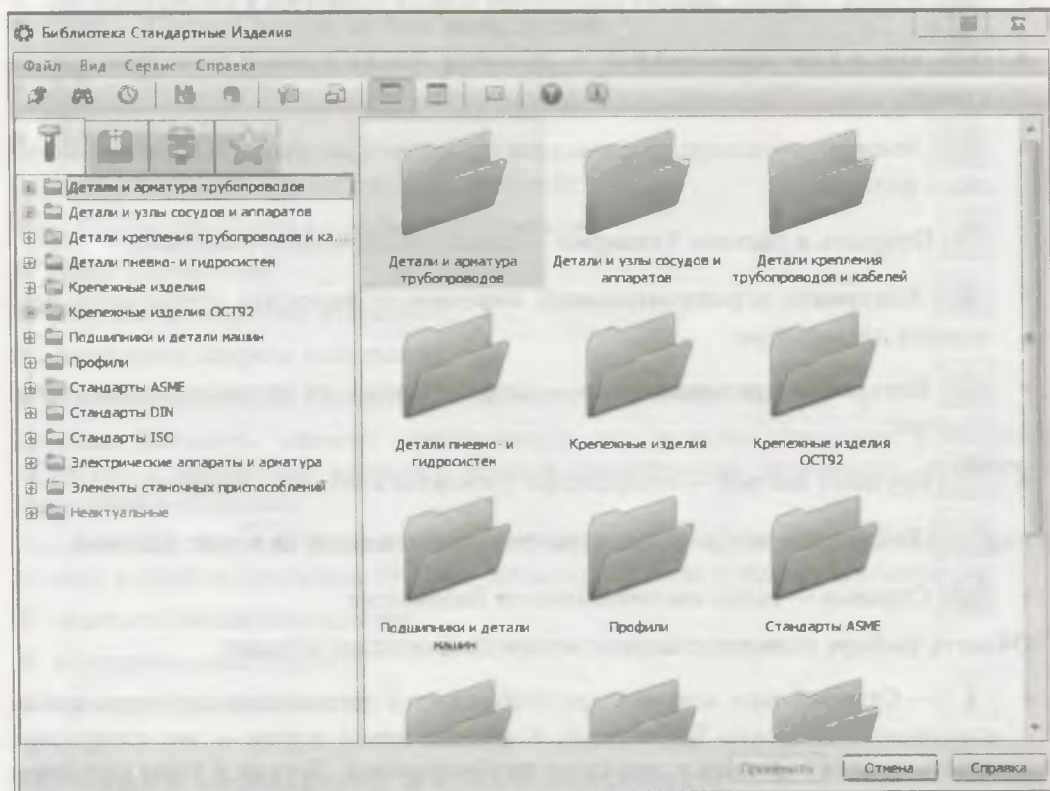 Библиотека Стандартные Изделия
Файл Вид Сервис Справка
Детали и арматура трубопроводов
Детали и узлы сосудов и аппаратов
Детали крепления трубопроводов и ка...
Детали пневмо- и гидросистем
Крепежные изделия
Крепежные изделия ОСТ92
Подшипники и детали машин
Профили
Стандарты ASME
Стандарты DIN
Стандарты ISO
Электрические аппараты и арматура
Элементы станочных приспособлений
Неактуальные
Детали и арматура
трубопроводов
Детали и узлы сосудов и
аппаратов
Детали крепления
трубопроводов и кабелей
Детали пневмо- и
гидросистем
Крепежные изделия
Крепежные изделия
ОСТ92
Подшипники и детали
машин
Профили
Стандарты ASME
Применить
Отмена
Справка